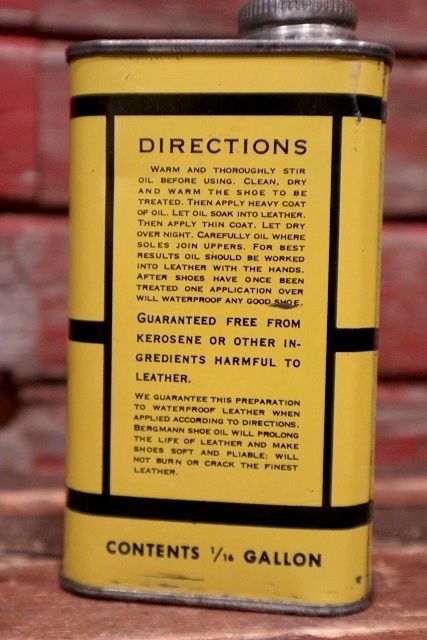 DIRECTIONS
WARM AND THOROUGHLY STIR
OIL BEFORE USING. CLEAN, DRY
AND WARM THE SHOE TO BE
TREATED. THEN APPLY HEAVY COAT
OF OIL. LET OIL SOAK INTO LEATHER.
THEN APPLY THIN COAT. LET DRY
OVER NIGHT. CAREFULLY OIL WHERE
SOLES JOIN UPPERS. FOR BEST
RESULTS OIL SHOULD BE WORKED
INTO LEATHER WITH THE HANDS.
AFTER SHOES HAVE ONCE BEEN
TREATED ONE APPLICATION OVER
WILL WATERPROOF ANY GOOD SHOE.
GUARANTEED FREE FROM
KEROSENE OR OTHER IN-
GREDIENTS HARMFUL TO
LEATHER.
WE GUARANTEE THIS PREPARATION
TO WATERPROOF LEATHER WHEN
APPLIED ACCORDING TO DIRECTIONS.
BERGMANN SHOE OIL WILL PROLONG
THE LIFE OF LEATHER AND MAKE
SHOES SOFT AND PLIABLE; WILL
NOT BURN OR CRACK THE FINEST
LEATHER.
CONTENTS 1/16 GALLON